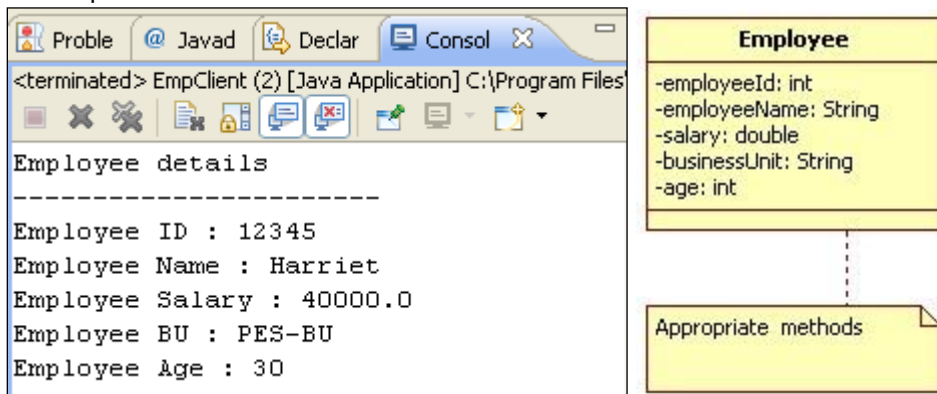 Proble
Javad
Declar
Consol
<terminated> EmpClient (2) [Java Application] C:\Program Files\
Employee details
-----------------------
Employee ID : 12345
Employee Name : Harriet
Employee Salary : 40000.0
Employee BU : PES-BU
Employee Age : 30
Employee
-employeeId: int
-employeeName: String
-salary: double
-businessUnit: String
-age: int
Appropriate methods